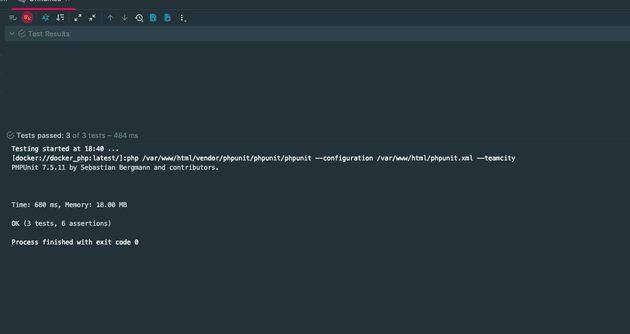 Test Results
Tests passed: 3 of 3 tests – 484 ms
Testing started at 18:40 ...
[docker://docker_php:latest/]:php /var/www/html/vendor/phpunit/phpunit/phpunit --configuration /var/www/html/phpunit.xml --teamcity
PHPUnit 7.5.11 by Sebastian Bergmann and contributors.
Time: 680 ms, Memory: 18.00 MB
OK (3 tests, 6 assertions)
Process finished with exit code 0